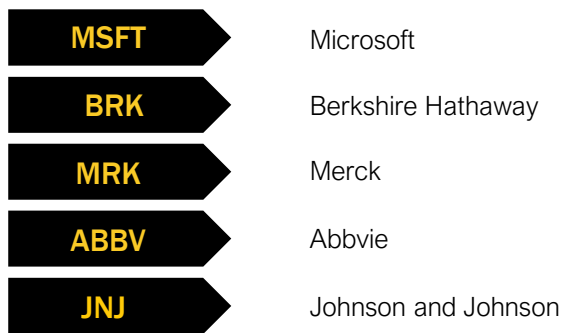 MSFT Microsoft
BRK Berkshire Hathaway
MRK Merck
ABBV Abbvie
JNJ Johnson and Johnson